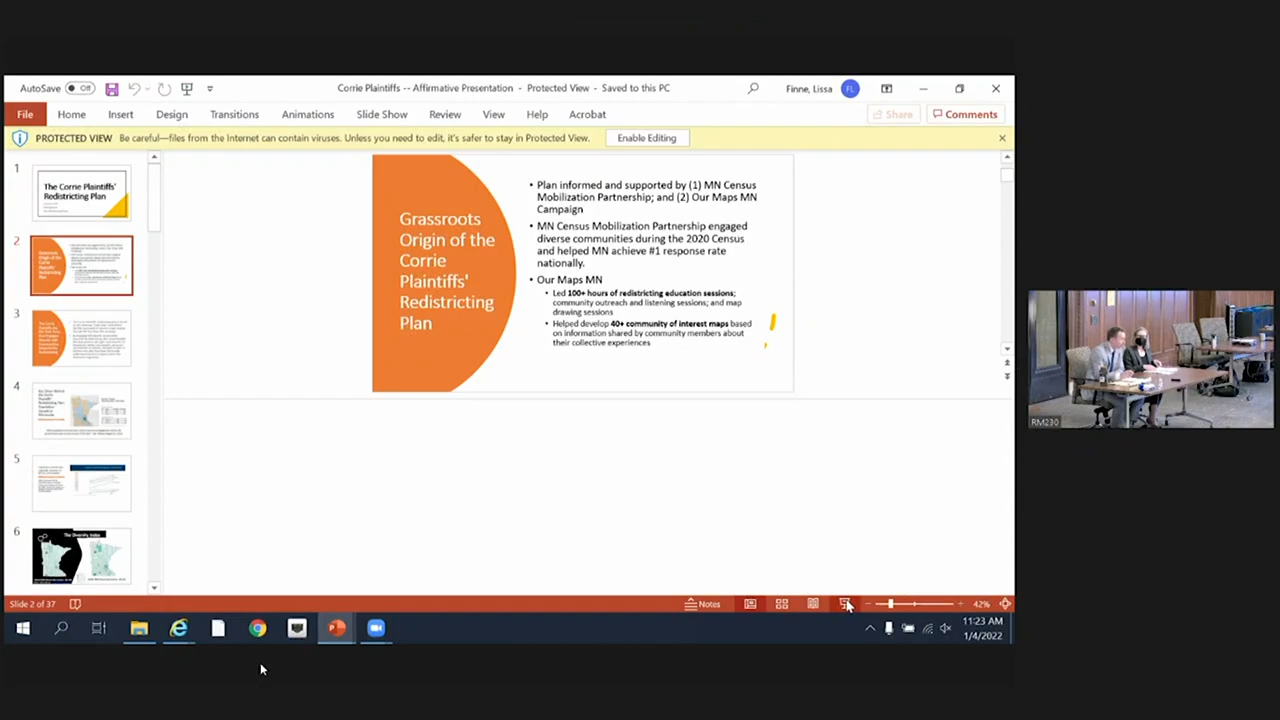 AutoSave Off
Corrie Plaintiffs -- Affirmative Presentation - Protected View - Saved to this PC
Finne, Lissa FL
File Home Insert Design Transitions Animations Slide Show Review View Help Acrobat
Share Comments
PROTECTED VIEW Be careful—files from the Internet can contain viruses. Unless you need to edit, it's safer to stay in Protected View. Enable Editing
1
The Corrie Plaintiffs'
Redistricting Plan
2
3
4
5
6
The Diversity Index
Grassroots
Origin of the
Corrie
Plaintiffs'
Redistricting
Plan
• Plan informed and supported by (1) MN Census
Mobilization Partnership; and (2) Our Maps MN
Campaign
• MN Census Mobilization Partnership engaged
diverse communities during the 2020 Census
and helped MN achieve #1 response rate
nationally.
• Our Maps MN
• Led 100+ hours of redistricting education sessions;
community outreach and listening sessions; and map
drawing sessions
• Helped develop 40+ community of interest maps based
on information shared by community members about
their collective experiences
RM230
Slide 2 of 37
Notes
42%
11:23 AM
1/4/2022